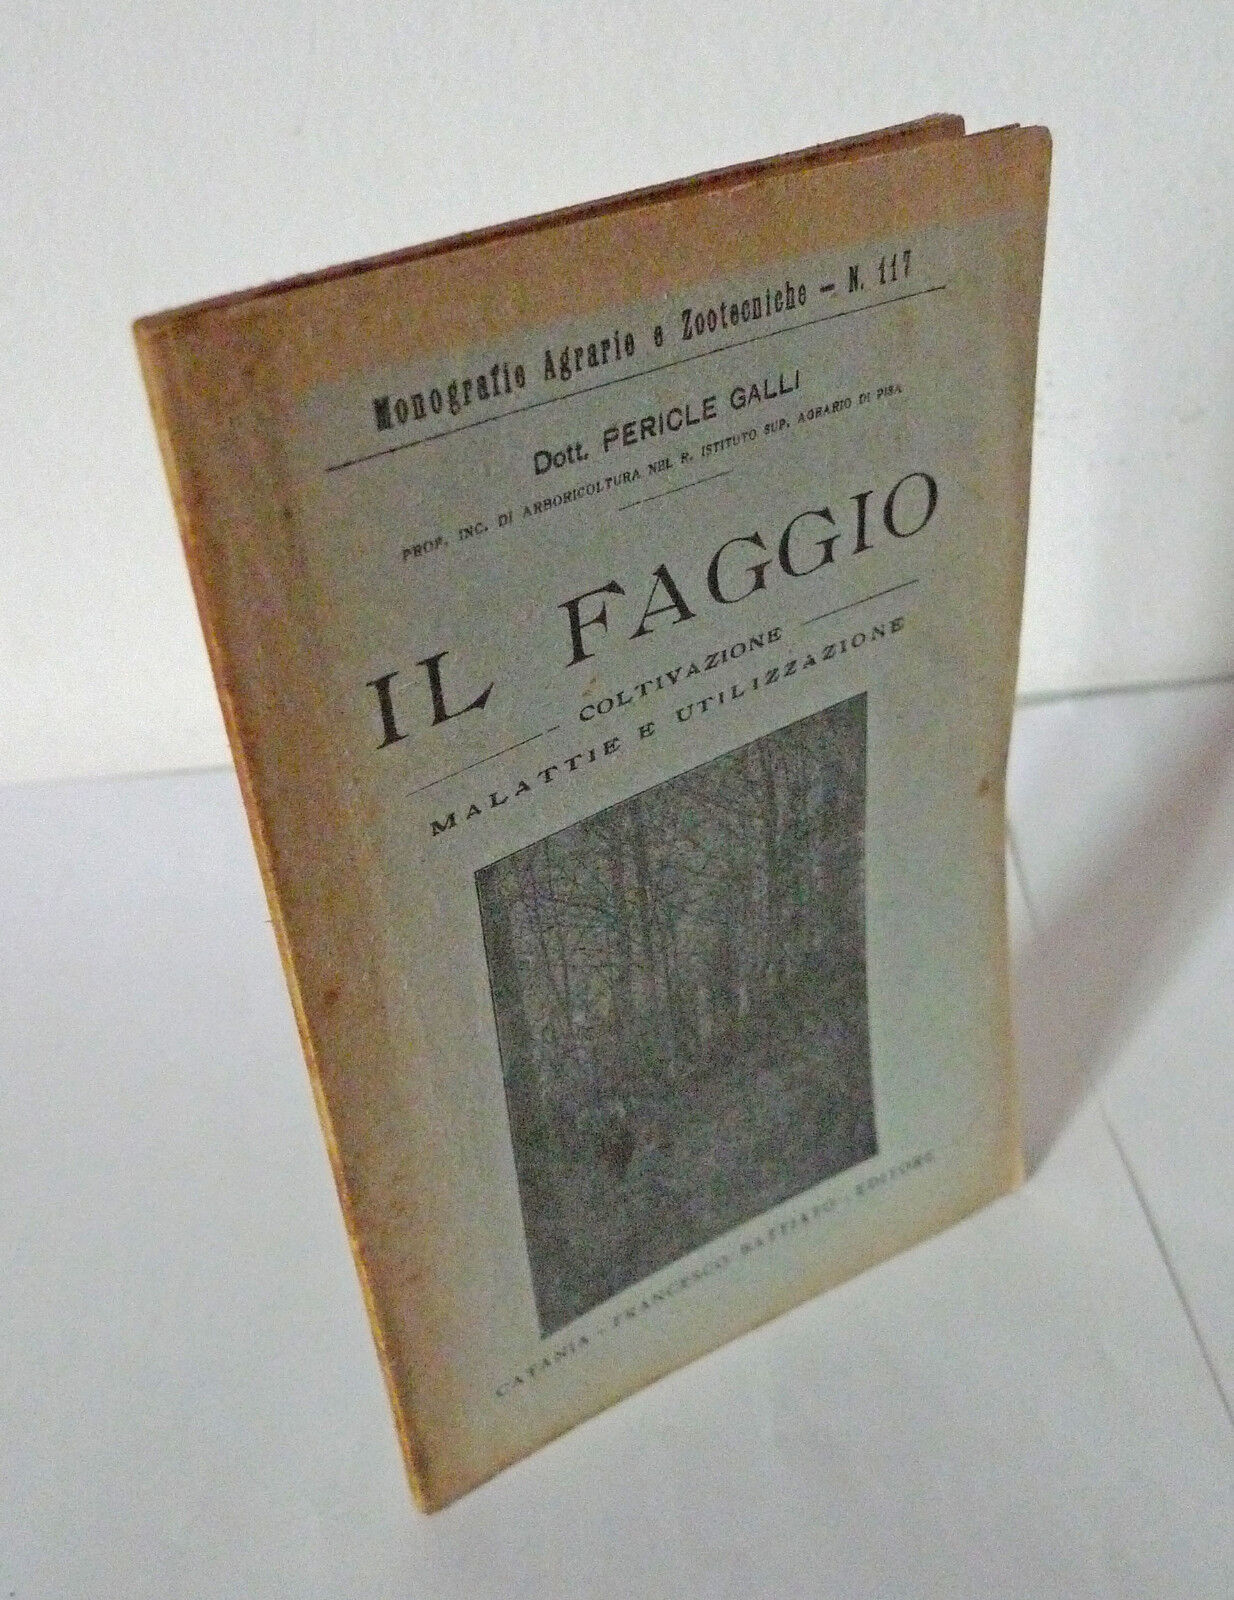 Monografie Agrarie e Zootecniche - N. 117
Dott. PERICLE GALLI
PROF. INC. DI ARBORICOLTURA NEL R. ISTITUTO SUP. AGRARIO DI PISA
IL FAGGIO
COLTIVAZIONE
MALATTIE E UTILIZZAZIONE
CATANIA - FRANCESCO BATTIATO - EDITORE